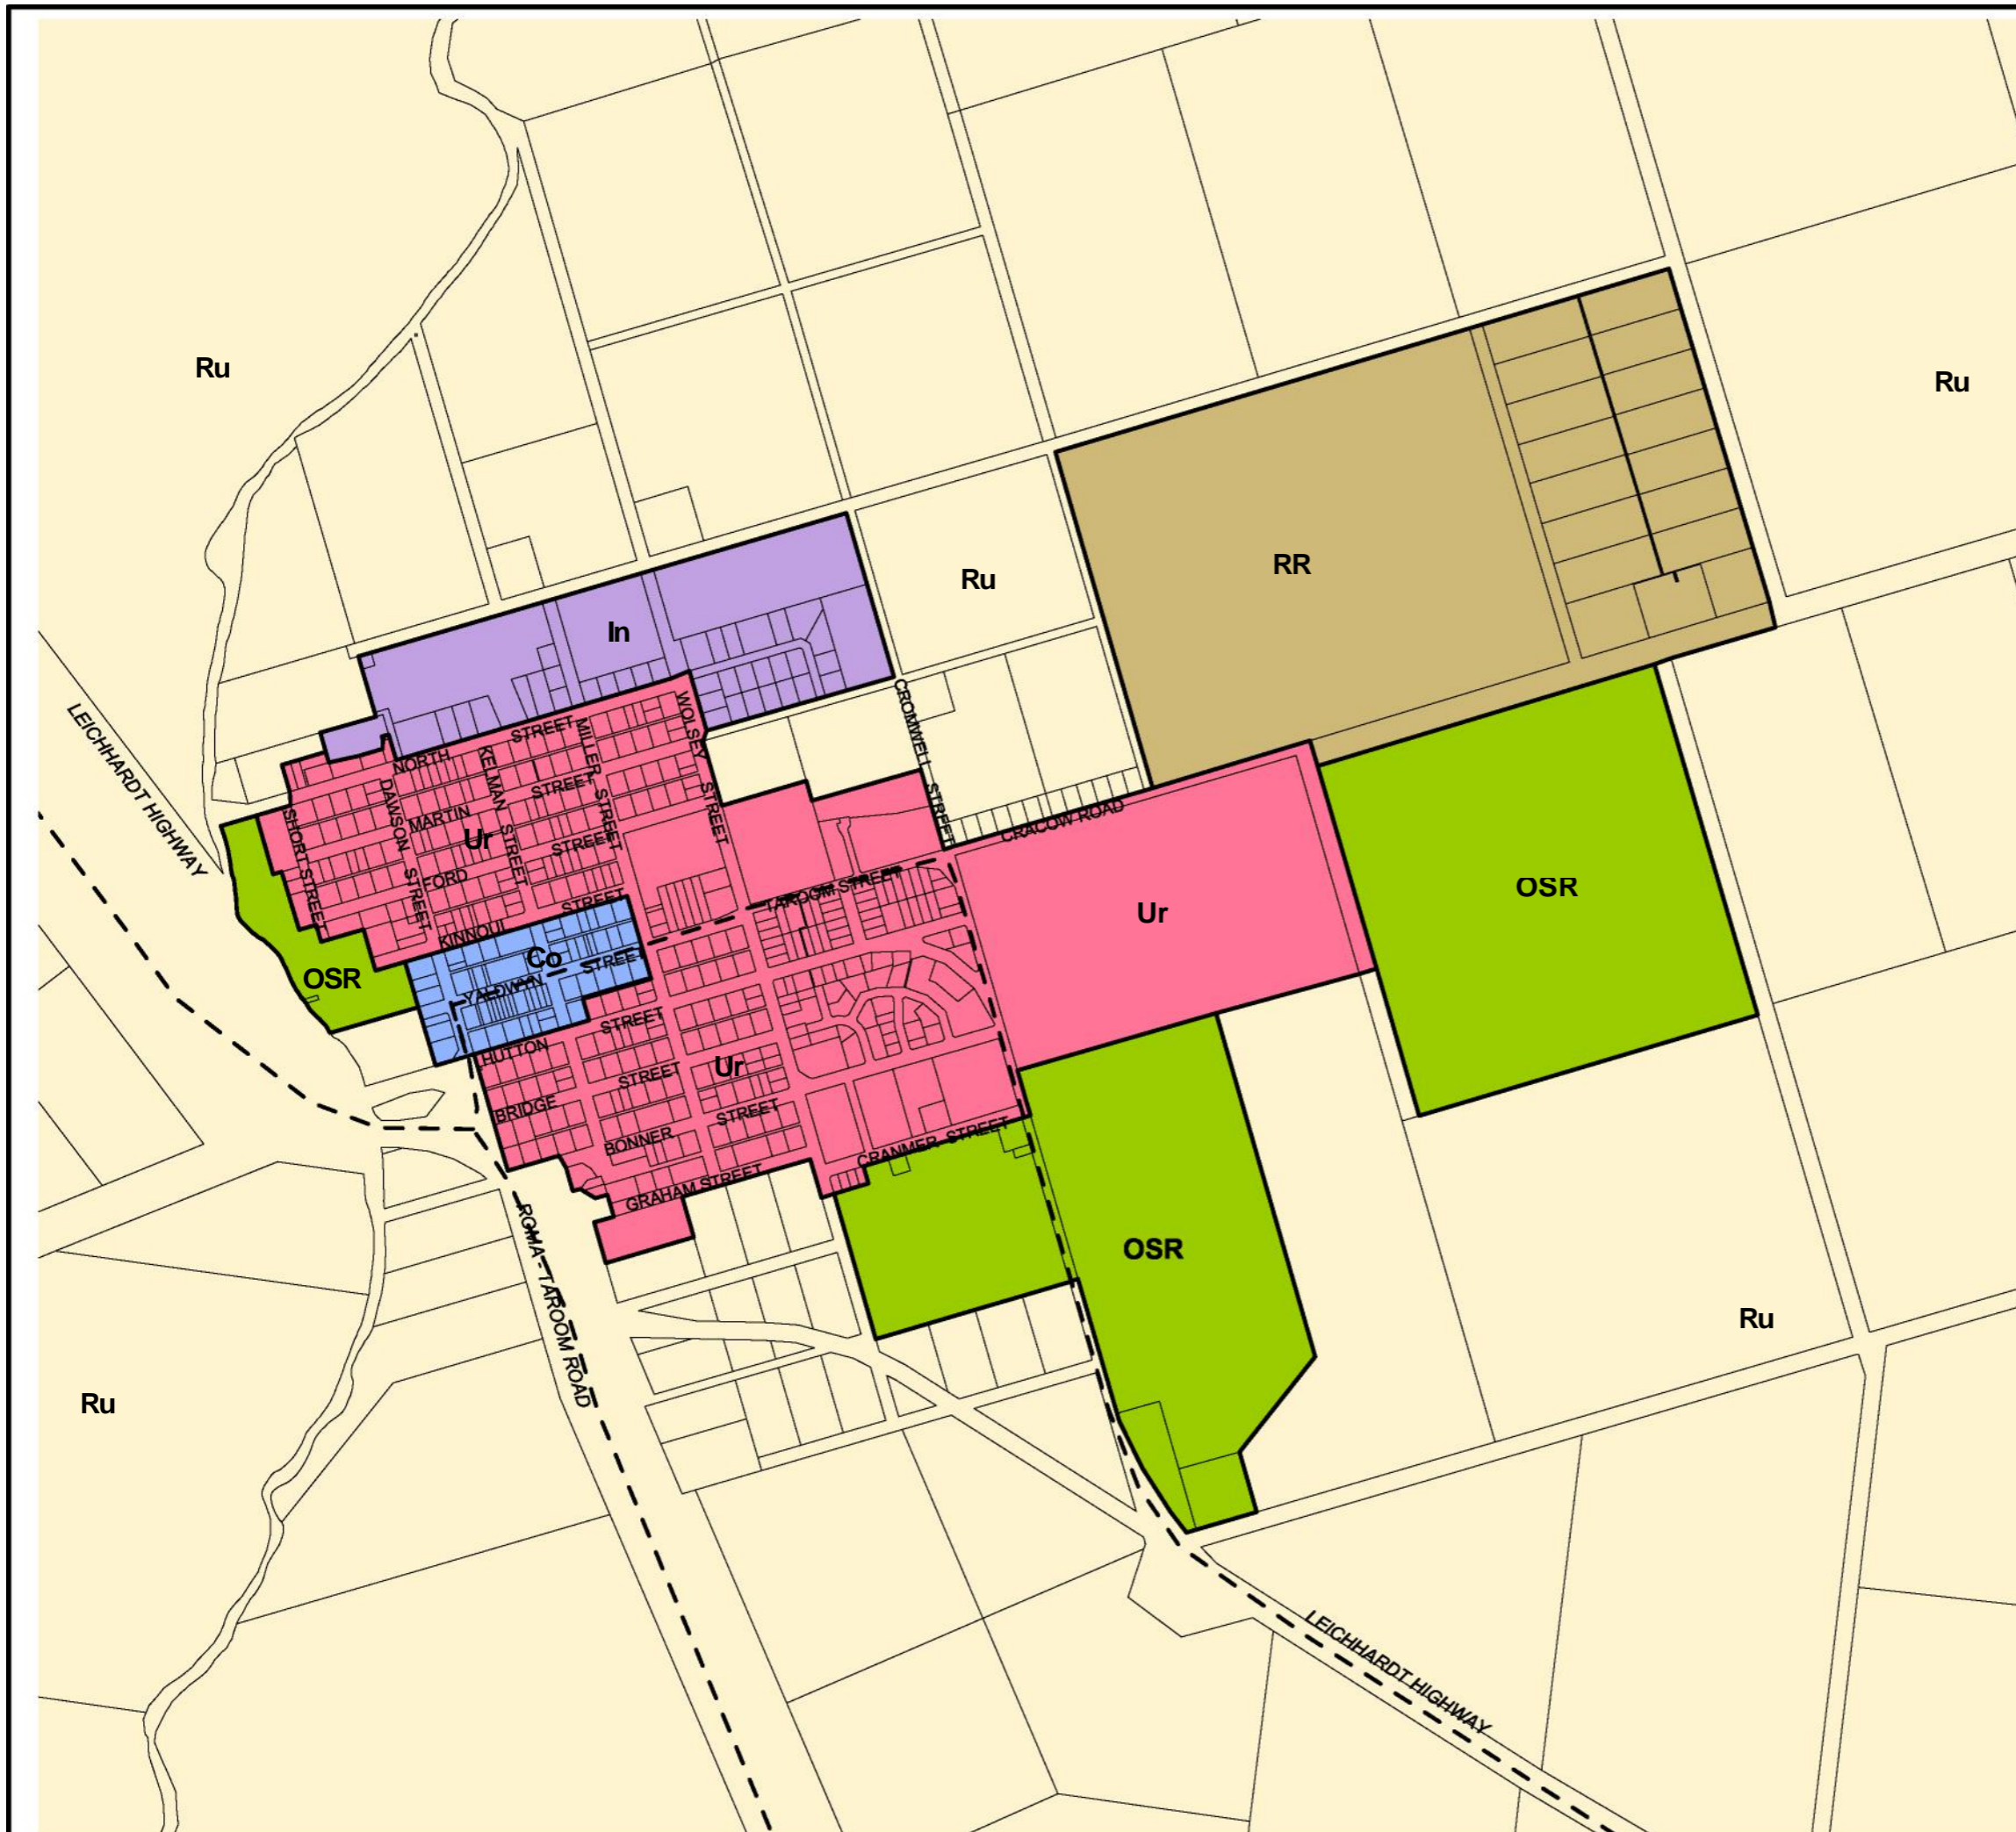 Ru
Ru
RR
Ru
In
LEICHHARDT HIGHWAY
CROMWELL STREET
WOLSEY STREET
MILLER STREET
KELMAN STREET
DAWSON STREET
SHORT STREET
NORTH STREET
MARTIN STREET
Ur
FORD STREET
KINNOUL STREET
CRACOW ROAD
TAROOM STREET
OSR
Ur
Co
YALDWYN STREET
OSR
HUTTON STREET
Ur
BRIDGE STREET
BONNER STREET
CRANMER STREET
GRAHAM STREET
OSR
ROMA - TAROOM ROAD
Ru
Ru
LEICHHARDT HIGHWAY